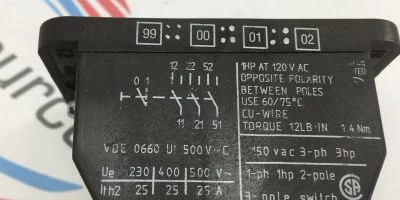 99 00 01 02
0 1 12 22 52
11 21 51
1HP AT 120 V AC
OPPOSITE POLARITY
BETWEEN POLES
USE 60/75°C
CU-WIRE
TORQUE 12LB-IN 1.4 Nm
VDE 0660 UI 500 V~C
Ue 230 400 500 V~
Ith2 25 25 25 A
150 vac 3-ph 3hp
1-ph 1hp 2-pole
3-pole switch
SA